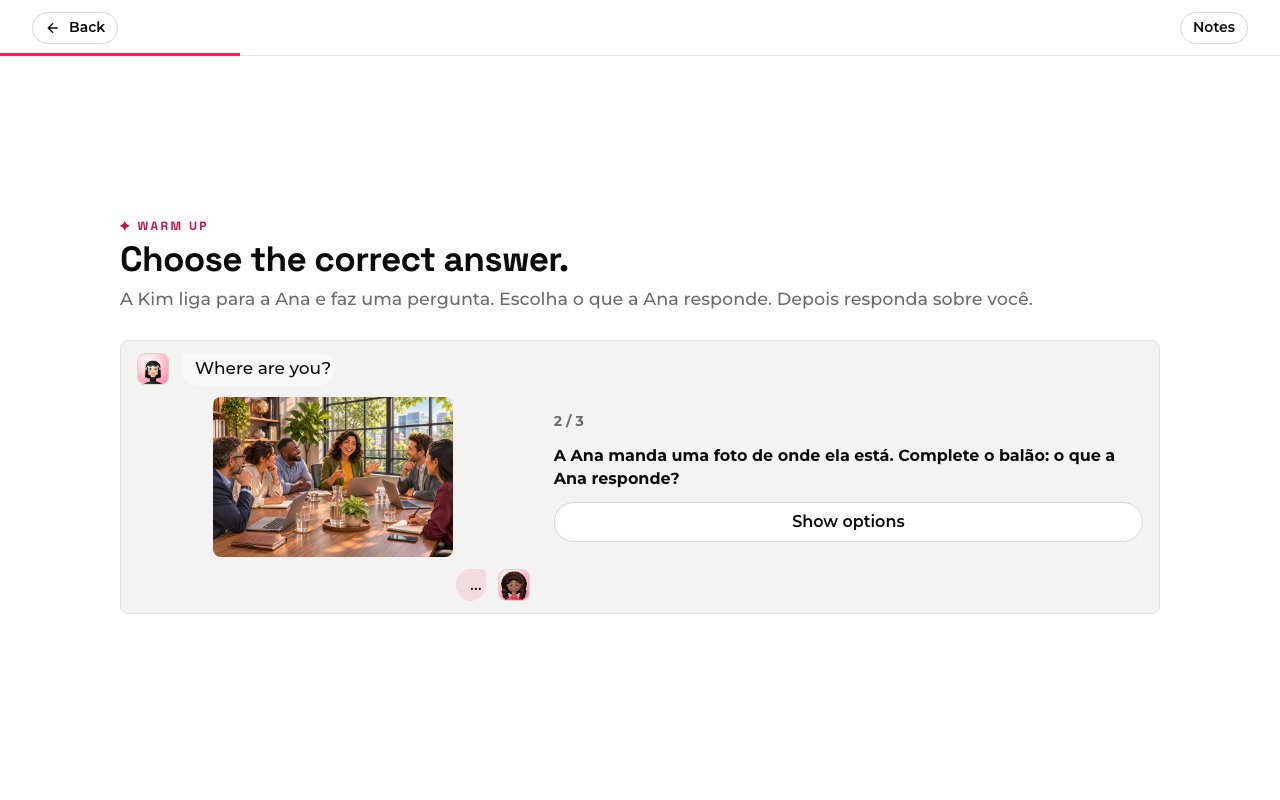 Back
Notes
WARM UP
Choose the correct answer.
A Kim liga para a Ana e faz uma pergunta. Escolha o que a Ana responde. Depois responda sobre você.
Where are you?
2 / 3
A Ana manda uma foto de onde ela está. Complete o balão: o que a
Ana responde?
Show options
...